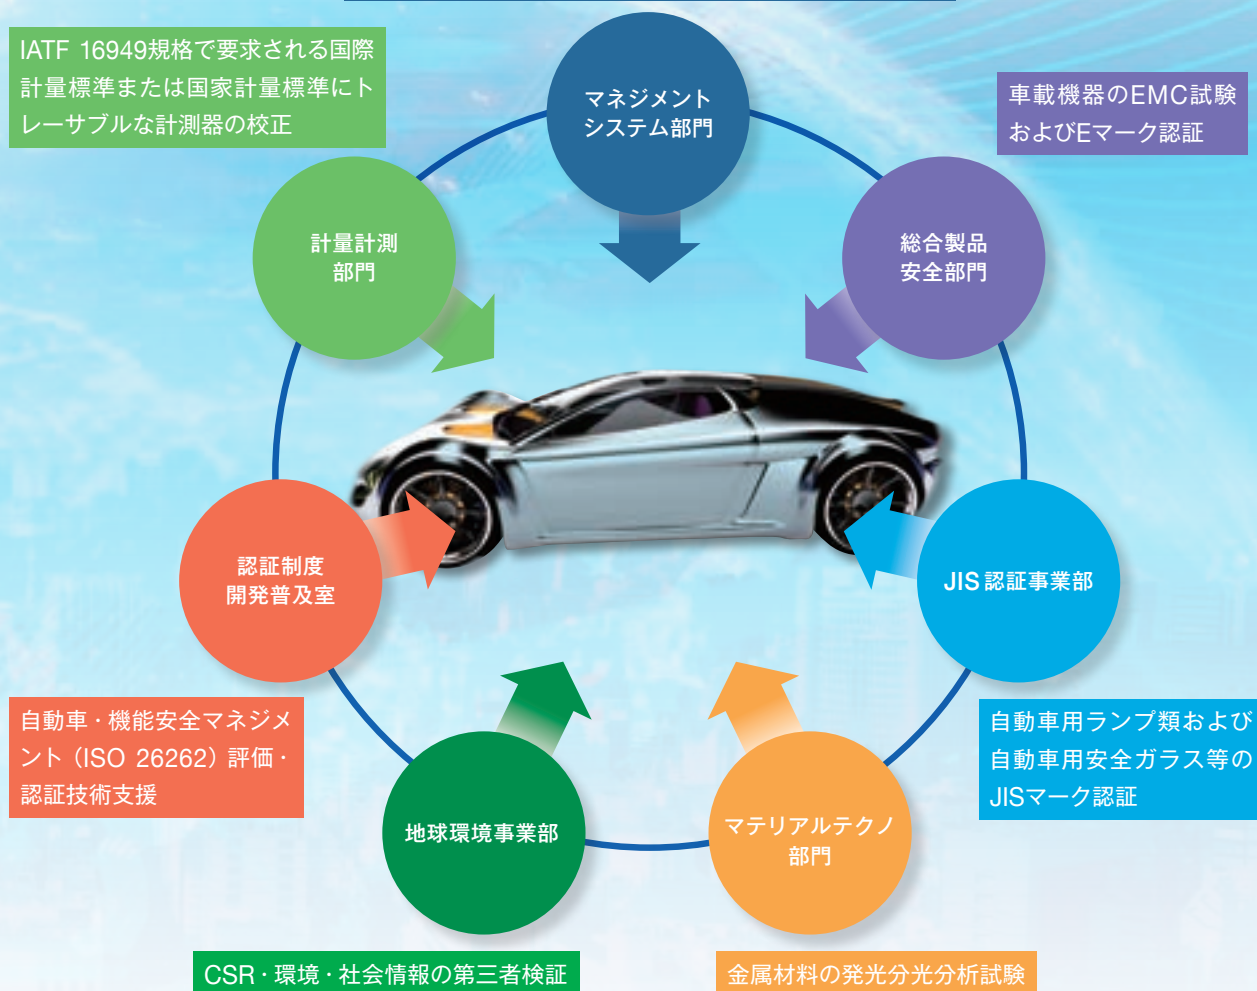 IATF 16949規格で要求される国際
計量標準または国家計量標準にト
レーサブルな計測器の校正
マネジメント
システム部門
車載機器のEMC試験
およびEマーク認証
計量計測
部門
総合製品
安全部門
認証制度
開発普及室
JIS 認証事業部
自動車・機能安全マネジメ
ント（ISO 26262）評価・
認証技術支援
自動車用ランプ類および
自動車用安全ガラス等の
JISマーク認証
地球環境事業部
マテリアルテクノ
部門
CSR・環境・社会情報の第三者検証
金属材料の発光分光分析試験